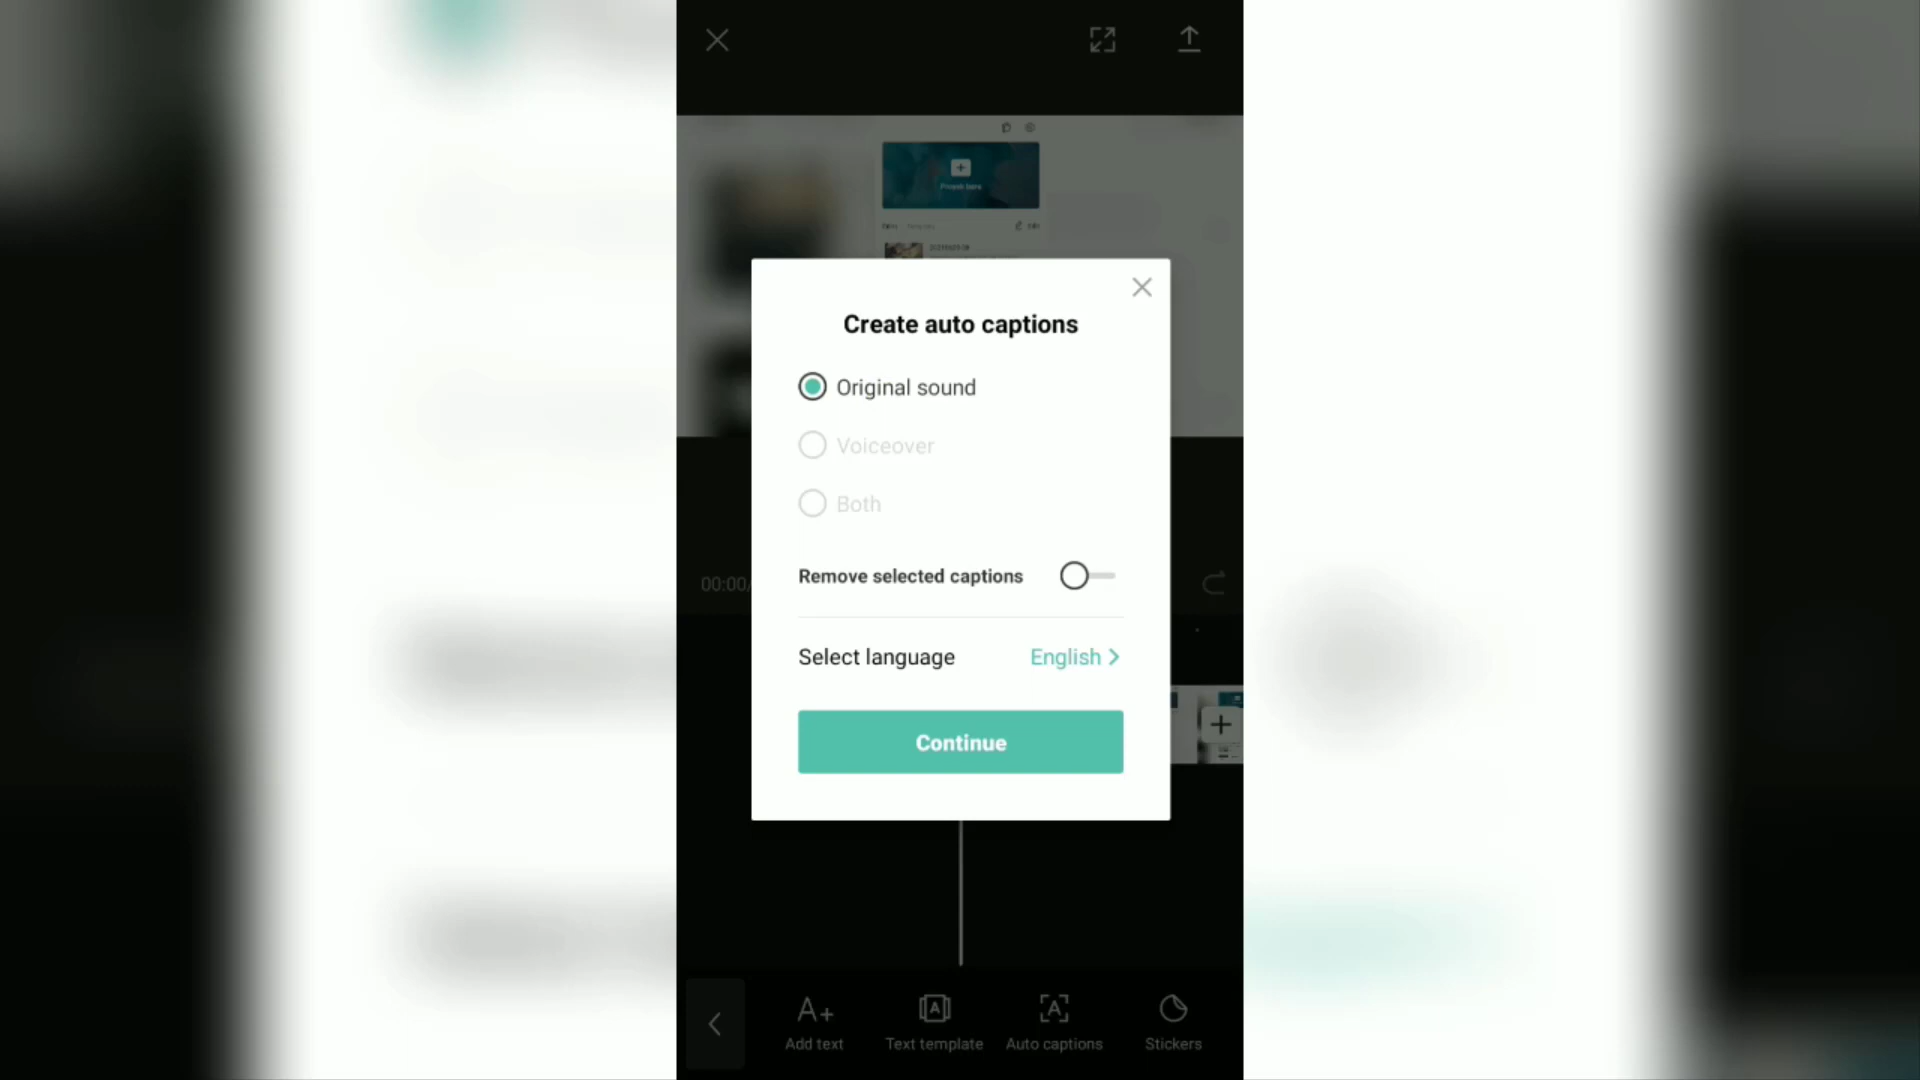 Create auto captions
Original sound
Voiceover
Both
00:00/
Remove selected captions
Select language
English
Continue
A+
Add text
Text template
Auto captions
Stickers